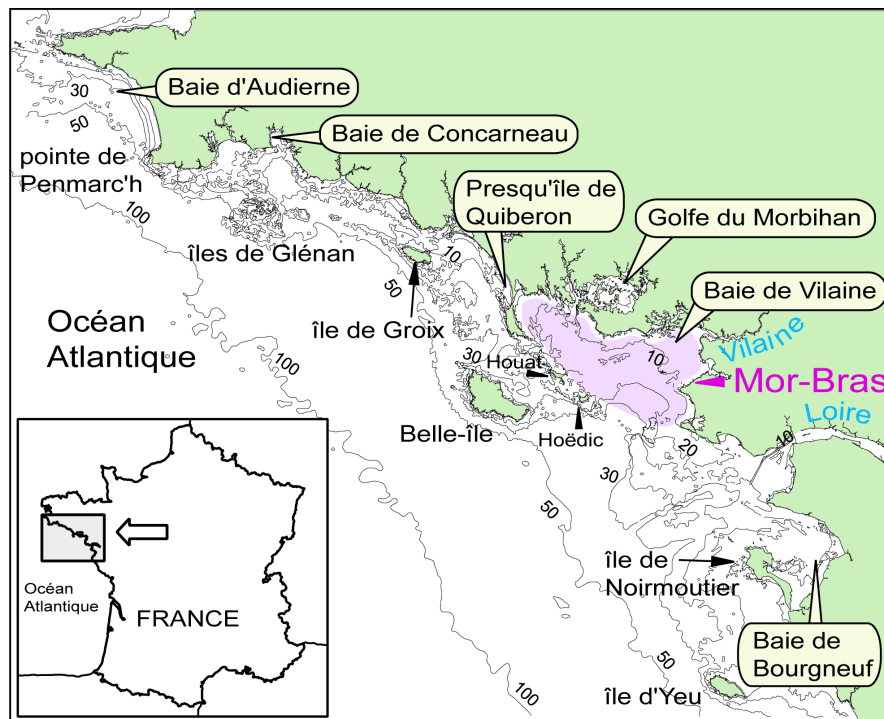 Baie d'Audierne
30
50
Baie de Concarneau
pointe de
Penmarc'h
100
Presqu'île de
Quiberon
Golfe du Morbihan
îles de Glénan
10
50
Baie de Vilaine
île de Groix
Océan
Atlantique
100
Vilaine
30
Houat
10
Mor-Bras
Loire
Belle-île
Hoëdic
20
10
30
50
île de
Noirmoutier
Océan
Atlantique
FRANCE
Baie de
Bourgneuf
50
100
île d'Yeu